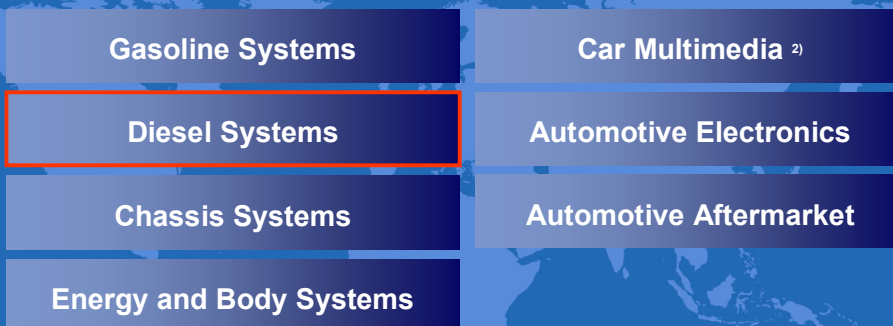 Gasoline Systems
Diesel Systems
Chassis Systems
Energy and Body Systems
Car Multimedia 2)
Automotive Electronics
Automotive Aftermarket